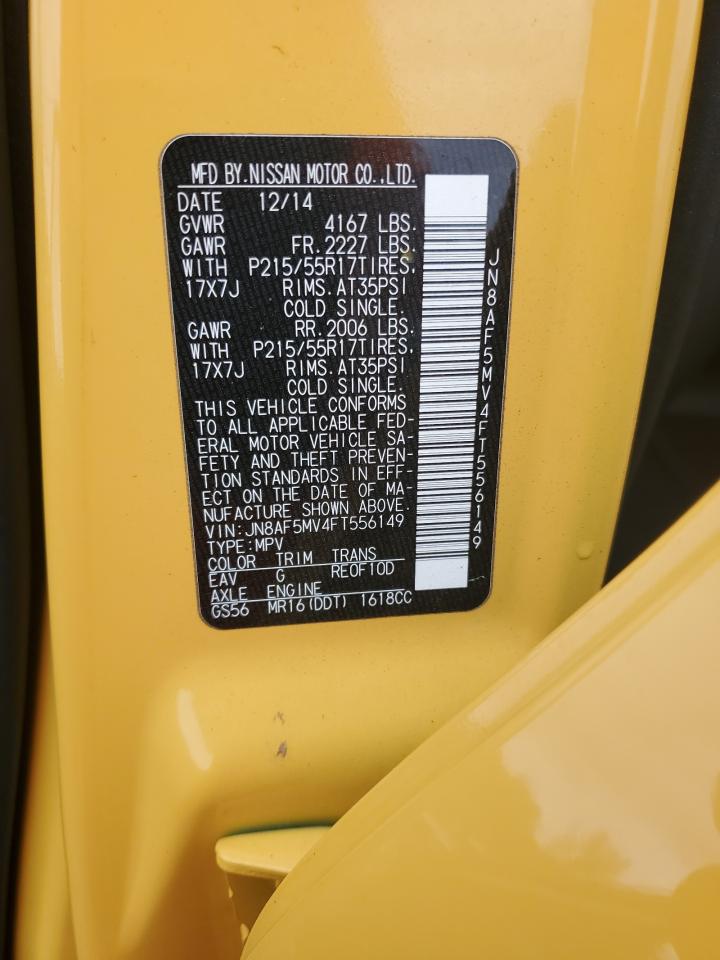 MFD BY.NISSAN MOTOR CO.,LTD.
DATE 12/14
GVWR 4167 LBS.
GAWR FR. 2227 LBS.
WITH P215/55R17TIRES,
17X7J RIMS. AT35PSI
COLD SINGLE.
GAWR RR. 2006 LBS.
WITH P215/55R17TIRES,
17X7J RIMS. AT35PSI
COLD SINGLE.
THIS VEHICLE CONFORMS
TO ALL APPLICABLE FED-
ERAL MOTOR VEHICLE SA-
FETY AND THEFT PREVEN-
TION STANDARDS IN EFF-
ECT ON THE DATE OF MA-
NUFACTURE SHOWN ABOVE.
VIN:JN8AF5MV4FT556149
TYPE:MPV
COLOR TRIM TRANS
EAV G RE0F10D
AXLE ENGINE
GS56 MR16(DDT) 1618CC
JN8AF5MV4FT556149